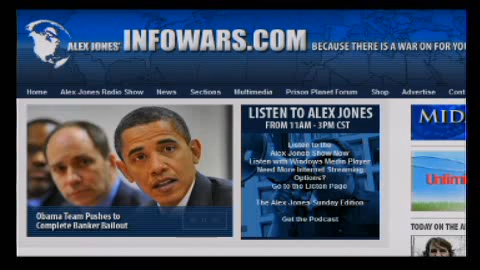 ALEX JONES' INFOWARS.COM BECAUSE THERE IS A WAR ON FOR YOU
Home Alex Jones Radio Show News Sections Multimedia Prison Planet Forum Shop Advertise Cont
LISTEN TO ALEX JONES
FROM 11AM - 3PM CST
Listen to the
Alex Jones Show Now
Listen with Windows Media Player
Need More Internet Streaming
Options?
Go to the Listen Page
The Alex Jones Sunday Edition
Get the Podcast
Obama Team Pushes to
Complete Banker Bailout
MID
Unlimi
TODAY ON THE A